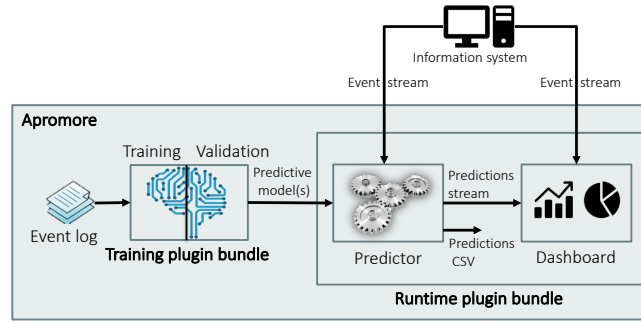 Information system
Event stream
Event stream
Apromore
Training Validation
Predictive
model(s)
Predictions
stream
Event log
Training plugin bundle
Predictor
Predictions
CSV
Dashboard
Runtime plugin bundle